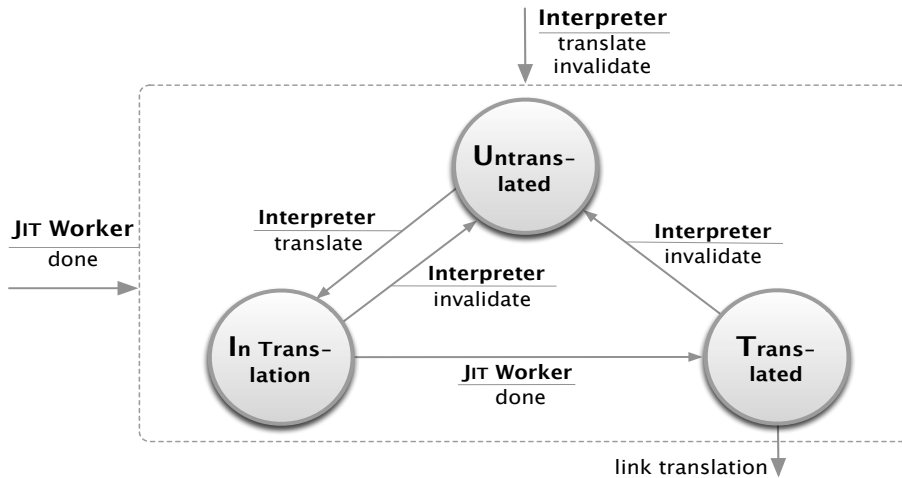 Interpreter
translate
invalidate
Untrans-
lated
JIT Worker
done
Interpreter
translate
Interpreter
invalidate
Interpreter
invalidate
In Trans-
lation
JIT Worker
done
Trans-
lated
link translation